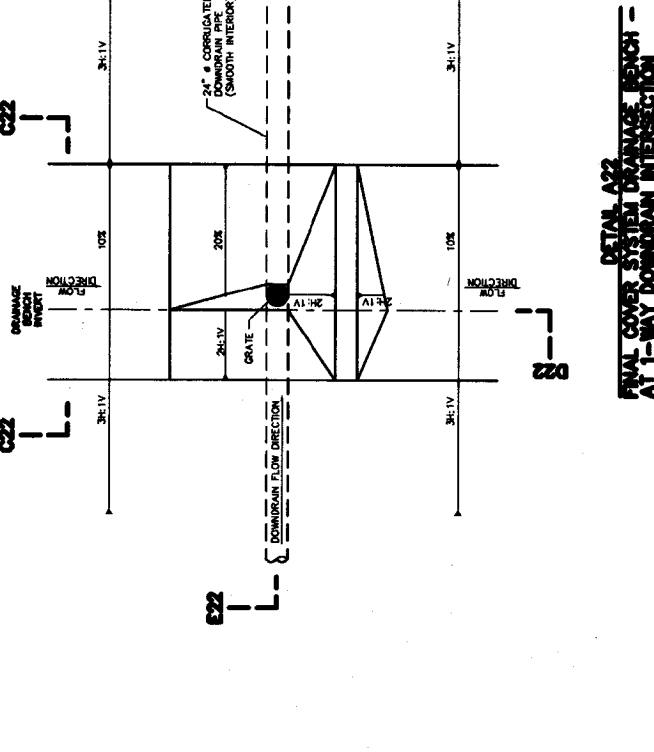 3H:1V
24" ø CORRUGATED
DOWNDRAIN PIPE
(SMOOTH INTERIOR)
3H:1V
C22
10%
20%
10%
FLOW
DIRECTION
FLOW
DIRECTION
DRAINAGE
BENCH
INVERT
2H:1V
GRATE
2H:1V
2H:1V
D22
C22
3H:1V
3H:1V
DOWNDRAIN FLOW DIRECTION
E22
DETAIL A22
FINAL COVER SYSTEM DRAINAGE BENCH -
AT 1-WAY DOWNDRAIN INTERSECTION